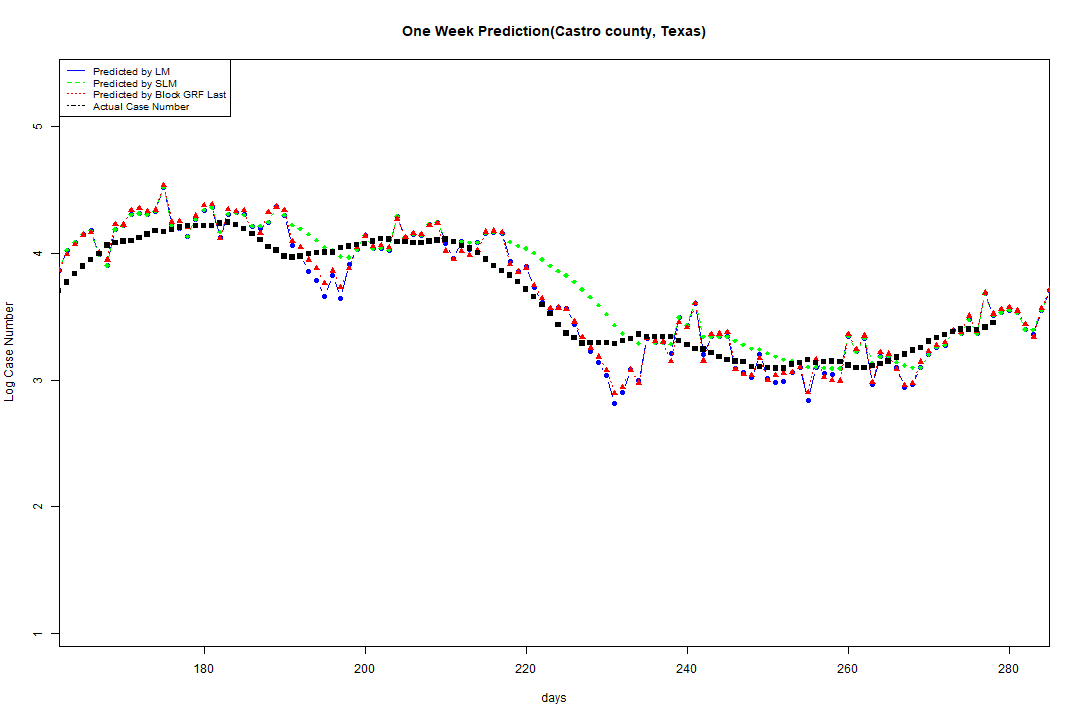 One Week Prediction(Castro county, Texas)
Predicted by LM
Predicted by SLM
Predicted by Block GRF Last
Actual Case Number
5
4
3
2
1
Log Case Number
180 200 220 240 260 280
days